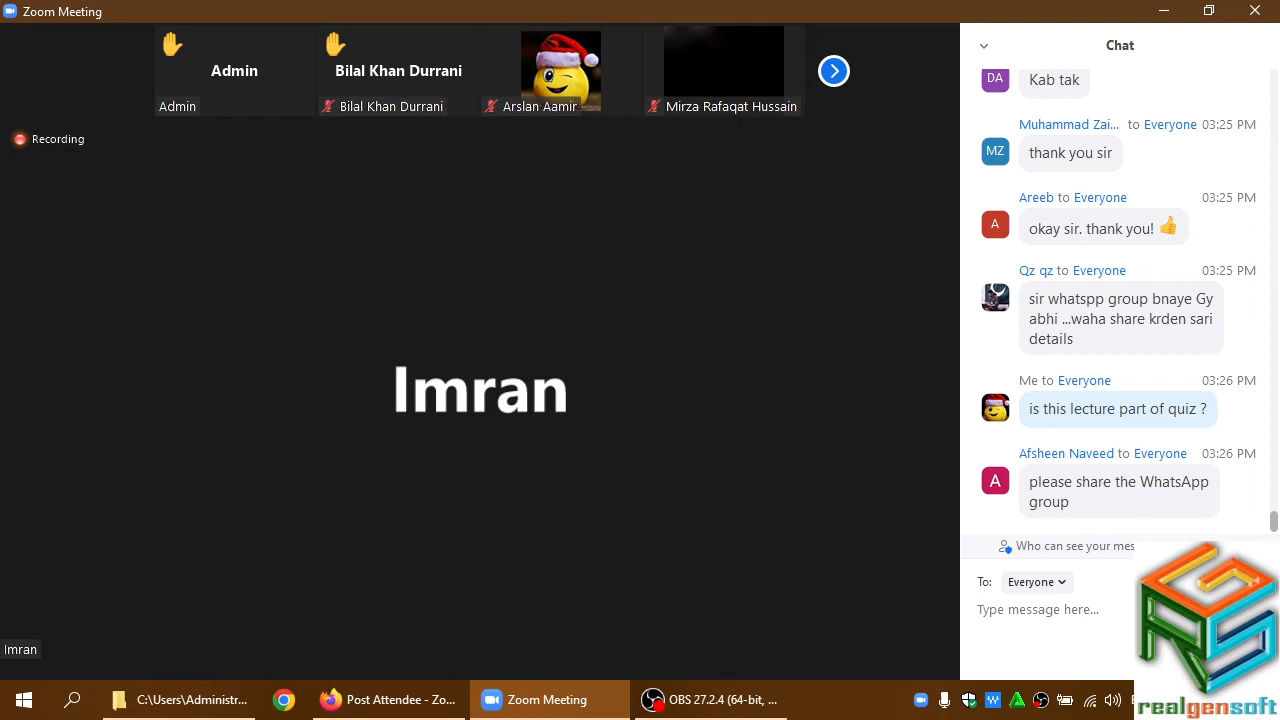 Zoom Meeting
Admin
Admin
Bilal Khan Durrani
Bilal Khan Durrani
Arslan Aamir
Mirza Rafaqat Hussain
Recording
Imran
Imran
Chat
DA
Kab tak
Muhammad Zai... to Everyone 03:25 PM
MZ
thank you sir
Areeb to Everyone 03:25 PM
A
okay sir. thank you! 👍
Qz qz to Everyone 03:25 PM
sir whatspp group bnaye Gy
abhi ...waha share krden sari
details
Me to Everyone 03:26 PM
is this lecture part of quiz ?
Afsheen Naveed to Everyone 03:26 PM
A
please share the WhatsApp
group
Who can see your mes
To: Everyone
Type message here...
C:\Users\Administr...
Post Attendee - Zo...
Zoom Meeting
OBS 27.2.4 (64-bit, ...
realgensoft